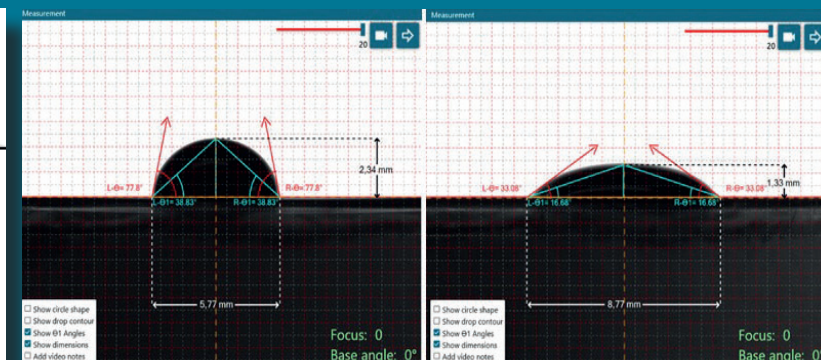 Measurement
20
2,34 mm
L-Θ= 77.8°
R-Θ= 77.8°
L-Θ1= 38.83°
R-Θ1= 38.83°
5,77 mm
Show circle shape
Show drop contour
Show Θ1 Angles
Show dimensions
Add video notes
Focus: 0
Base angle: 0°
Measurement
20
1,33 mm
L-Θ= 33.08°
R-Θ= 33.08°
L-Θ1= 16.68°
R-Θ1= 16.68°
8,77 mm
Show circle shape
Show drop contour
Show Θ1 Angles
Show dimensions
Add video notes
Focus: 0
Base angle: 0°